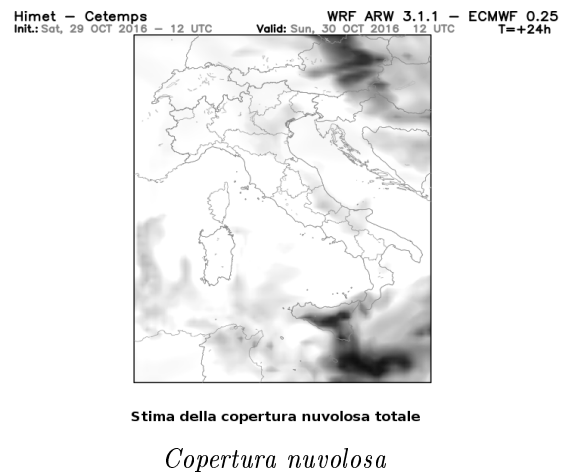 Himet – Cetemps WRF ARW 3.1.1 – ECMWF 0.25
Init.: Sat, 29 OCT 2016 – 12 UTC Valid: Sun, 30 OCT 2016 12 UTC T=+24h
Stima della copertura nuvolosa totale
Copertura nuvolosa